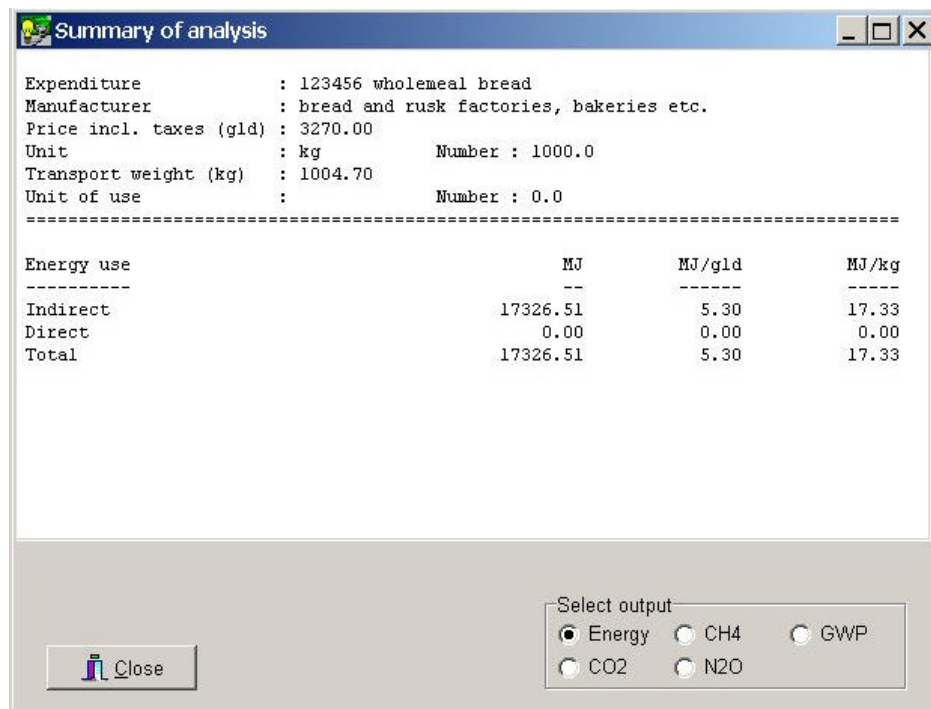 Summary of analysis
Expenditure : 123456 wholemeal bread
Manufacturer : bread and rusk factories, bakeries etc.
Price incl. taxes (gld) : 3270.00
Unit : kg Number : 1000.0
Transport weight (kg) : 1004.70
Unit of use : Number : 0.0
===================================================================================
Energy use MJ MJ/gld MJ/kg
---------- -- ------ -----
Indirect 17326.51 5.30 17.33
Direct 0.00 0.00 0.00
Total 17326.51 5.30 17.33
Select output
Energy CH4 GWP
CO2 N2O
Close